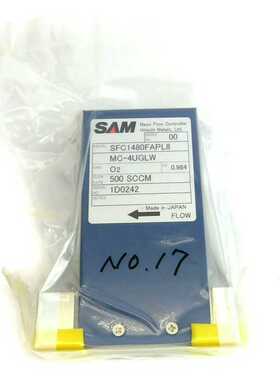 SAM
Mass Flow Controller
Hitachi Metals, Ltd.
00
SFC1480FAPL8
MC-4UGLW
O2
0.984
500 SCCM
1D0242
Made in JAPAN
FLOW
NO.17